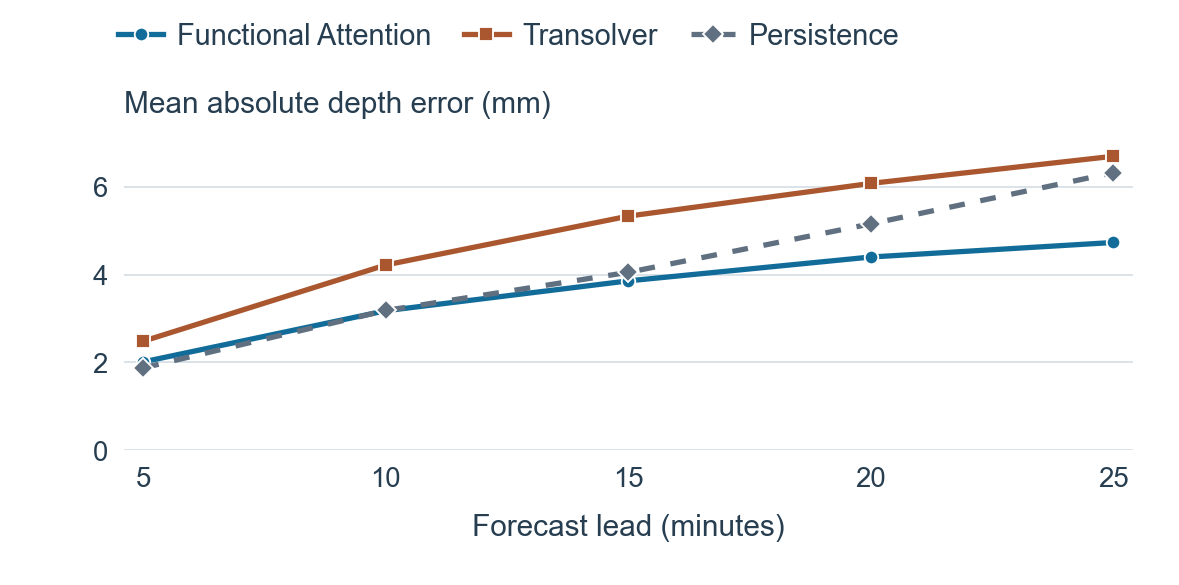 Functional Attention Transolver Persistence
Mean absolute depth error (mm)
6
4
2
0
5 10 15 20 25
Forecast lead (minutes)